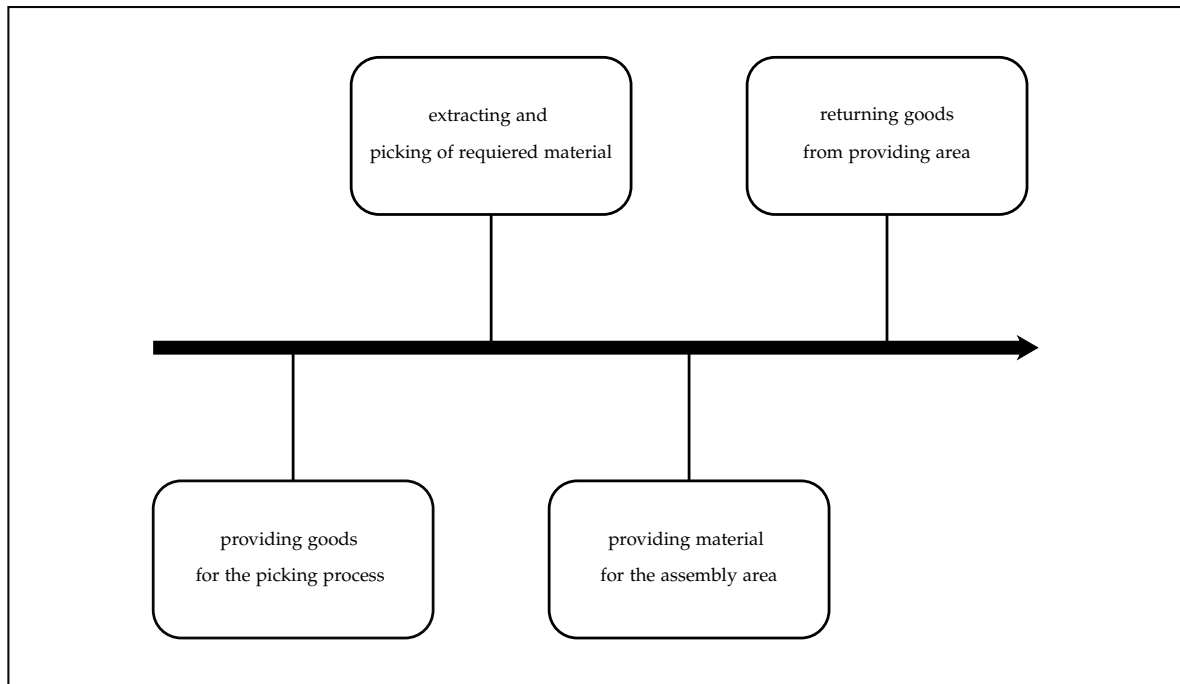 extracting and
picking of requiered material
returning goods
from providing area
providing goods
for the picking process
providing material
for the assembly area